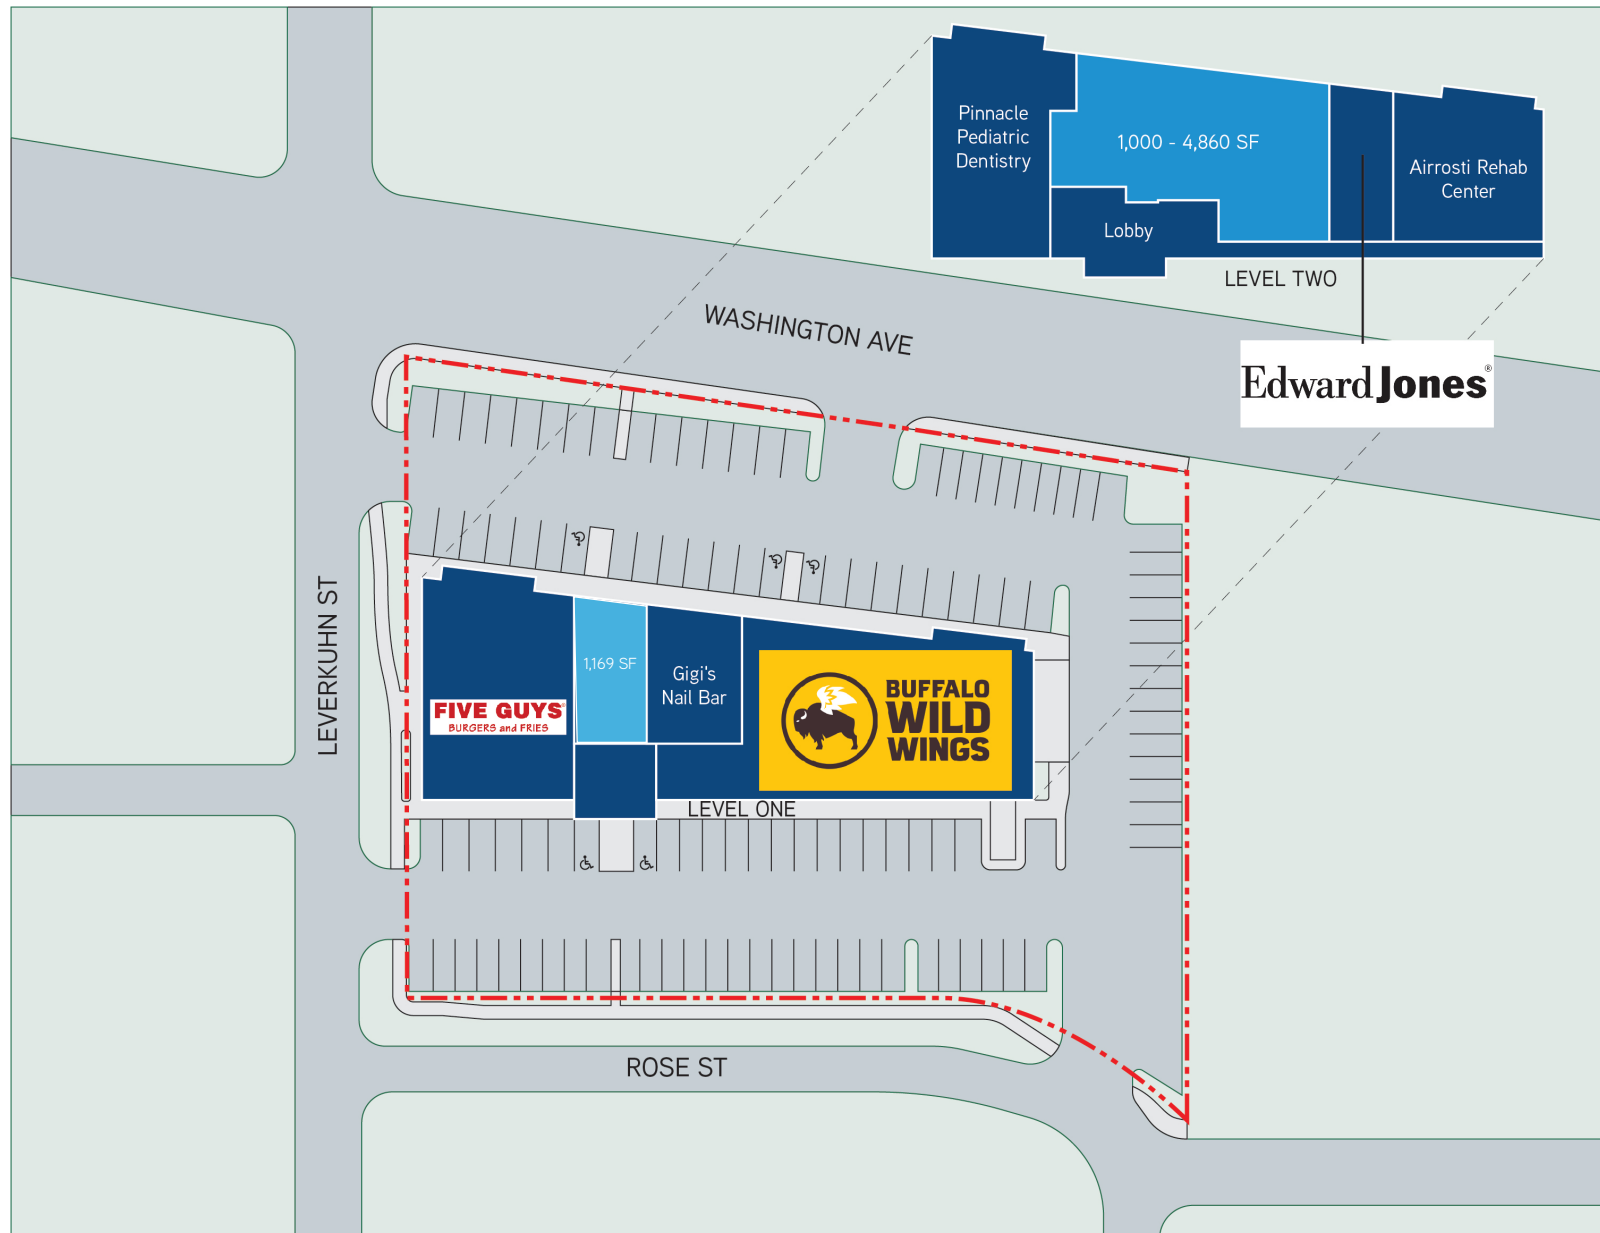 Pinnacle
Pediatric
Dentistry
1,000 - 4,860 SF
Airrosti Rehab
Center
Lobby
LEVEL TWO
WASHINGTON AVE
Edward Jones®
LEVERKUHN ST
1,169 SF
Gigi's
Nail Bar
FIVE GUYS®
BURGERS and FRIES
BUFFALO
WILD
WINGS
LEVEL ONE
ROSE ST